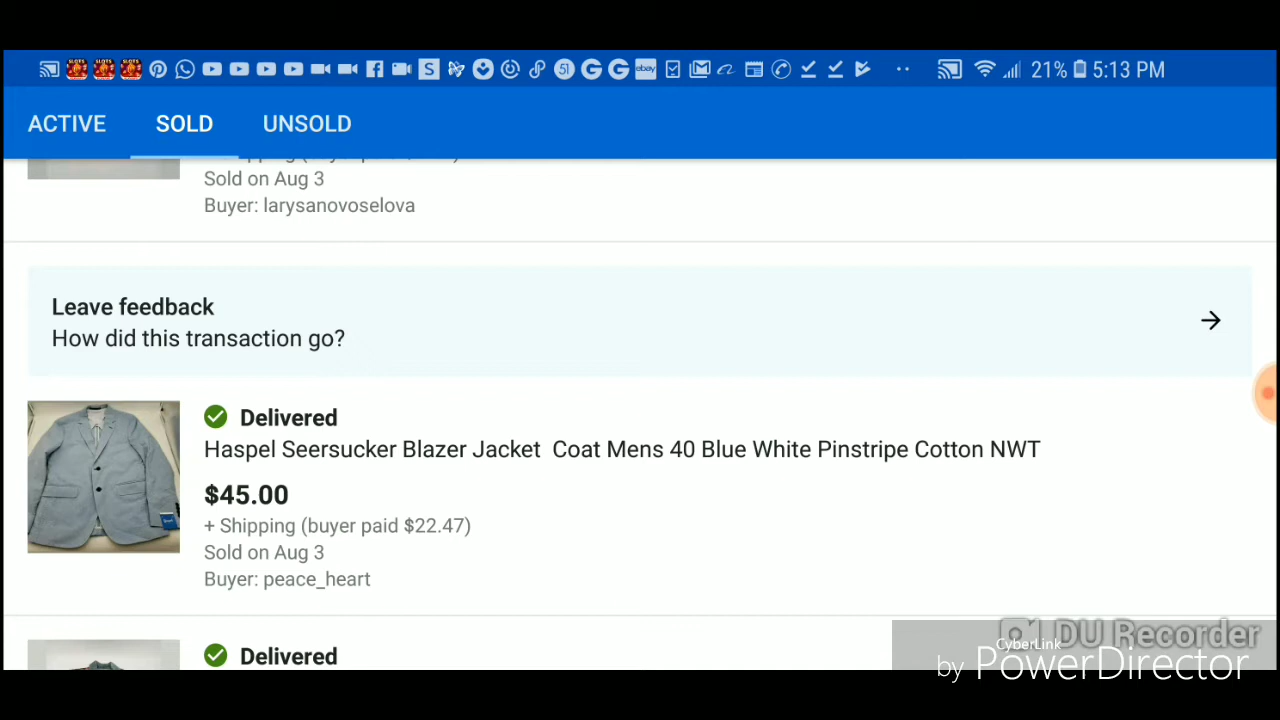 21% 5:13 PM
ACTIVE SOLD UNSOLD
Sold on Aug 3
Buyer: larysanovoselova
Leave feedback
How did this transaction go?
Delivered
Haspel Seersucker Blazer Jacket Coat Mens 40 Blue White Pinstripe Cotton NWT
$45.00
+ Shipping (buyer paid $22.47)
Sold on Aug 3
Buyer: peace_heart
Delivered
DU Recorder
CyberLink
by PowerDirector